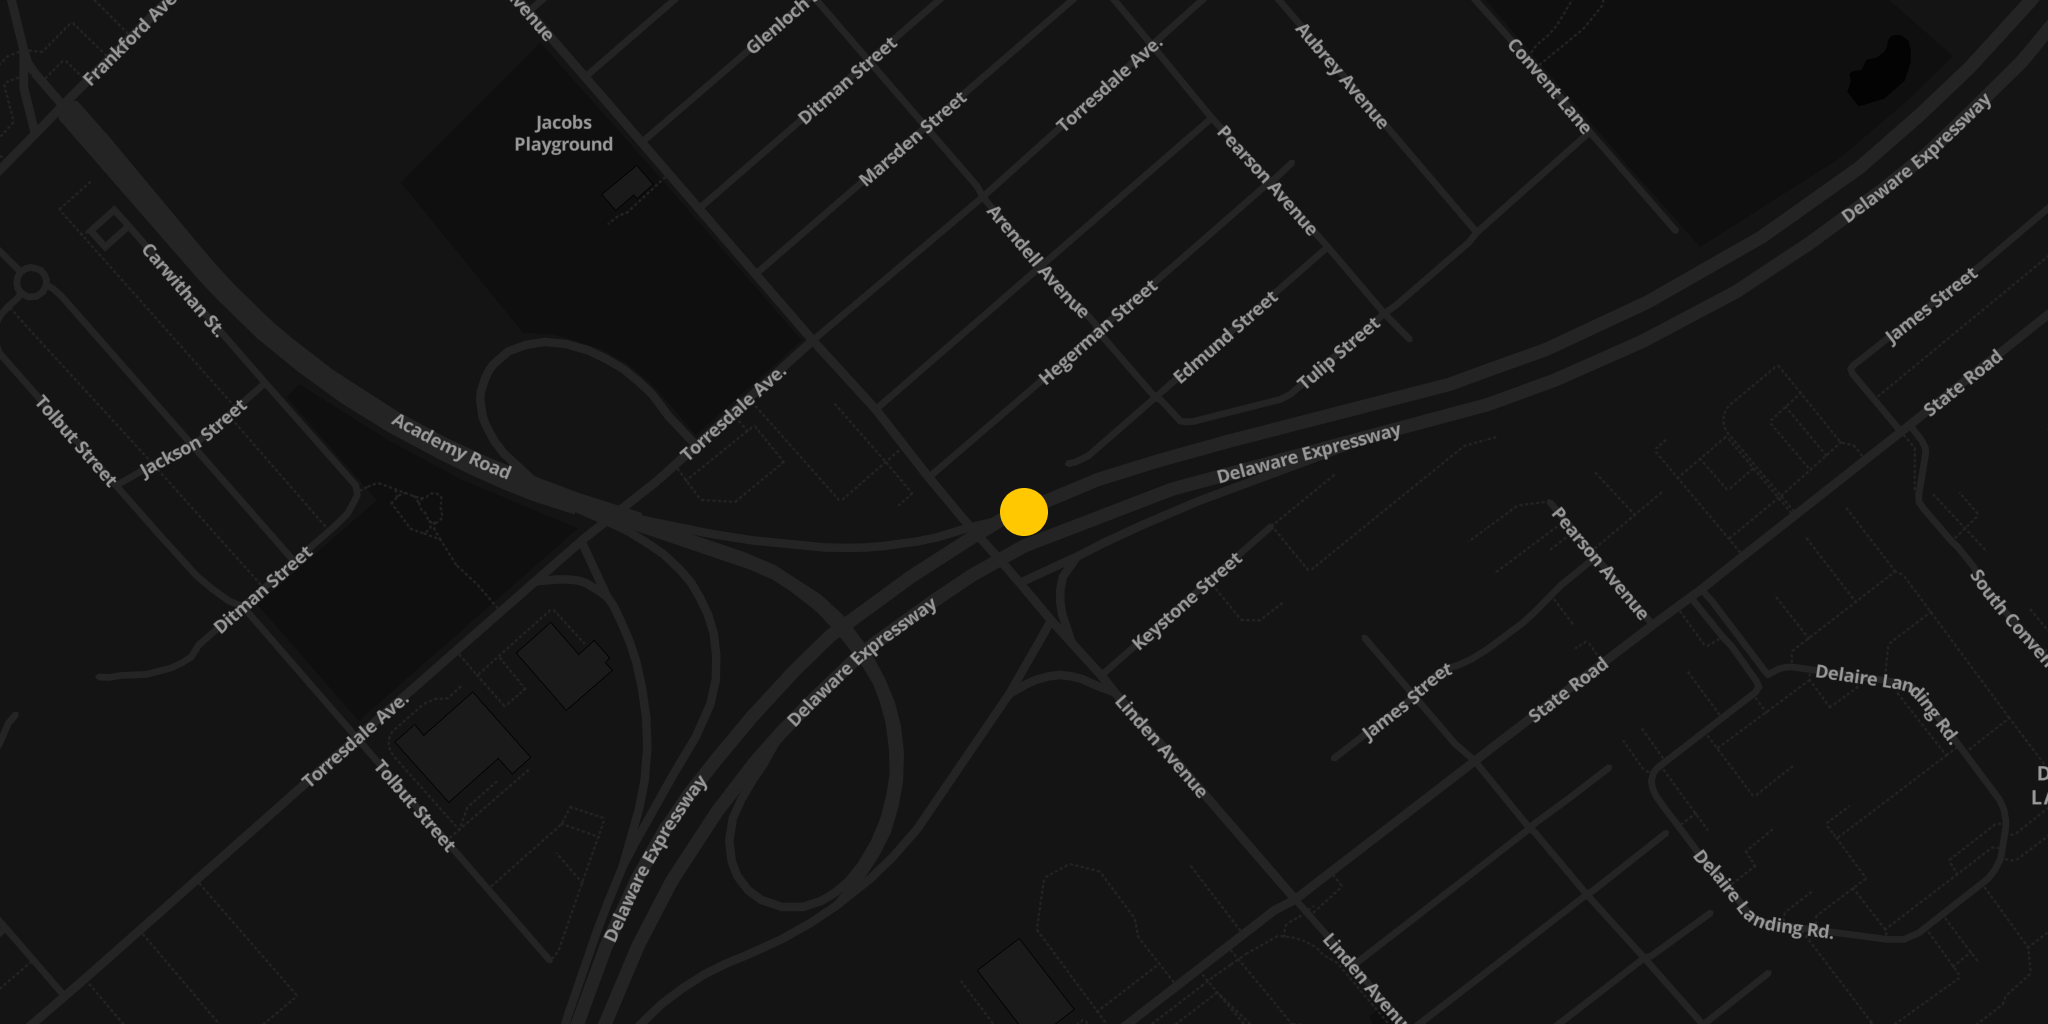 Frankford Ave
venue
Glenloch
Ditman Street
Jacobs
Playground
Marsden Street
Torresdale Ave.
Aubrey Avenue
Convent Lane
Pearson Avenue
Delaware Expressway
Arendell Avenue
Carwithan St.
Hegerman Street
Edmund Street
Tulip Street
James Street
State Road
Tolbut Street
Jackson Street
Academy Road
Torresdale Ave.
Delaware Expressway
Pearson Avenue
Ditman Street
Keystone Street
South Conven
Delaware Expressway
Torresdale Ave.
Linden Avenue
James Street
State Road
Delaire Landing Rd.
Tolbut Street
Delaware Expressway
D
LA
Delaire Landing Rd.
Linden Avenu